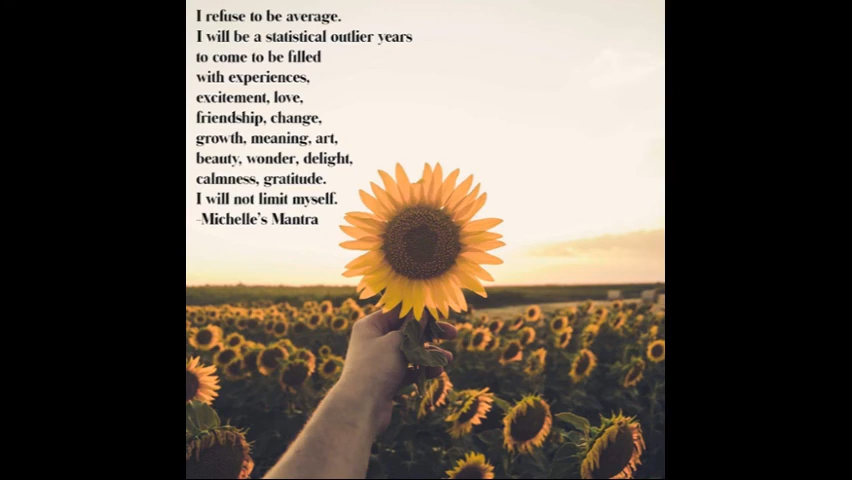 I refuse to be average.
I will be a statistical outlier years
to come to be filled
with experiences,
excitement, love,
friendship, change,
growth, meaning, art,
beauty, wonder, delight,
calmness, gratitude.
I will not limit myself.
-Michelle's Mantra